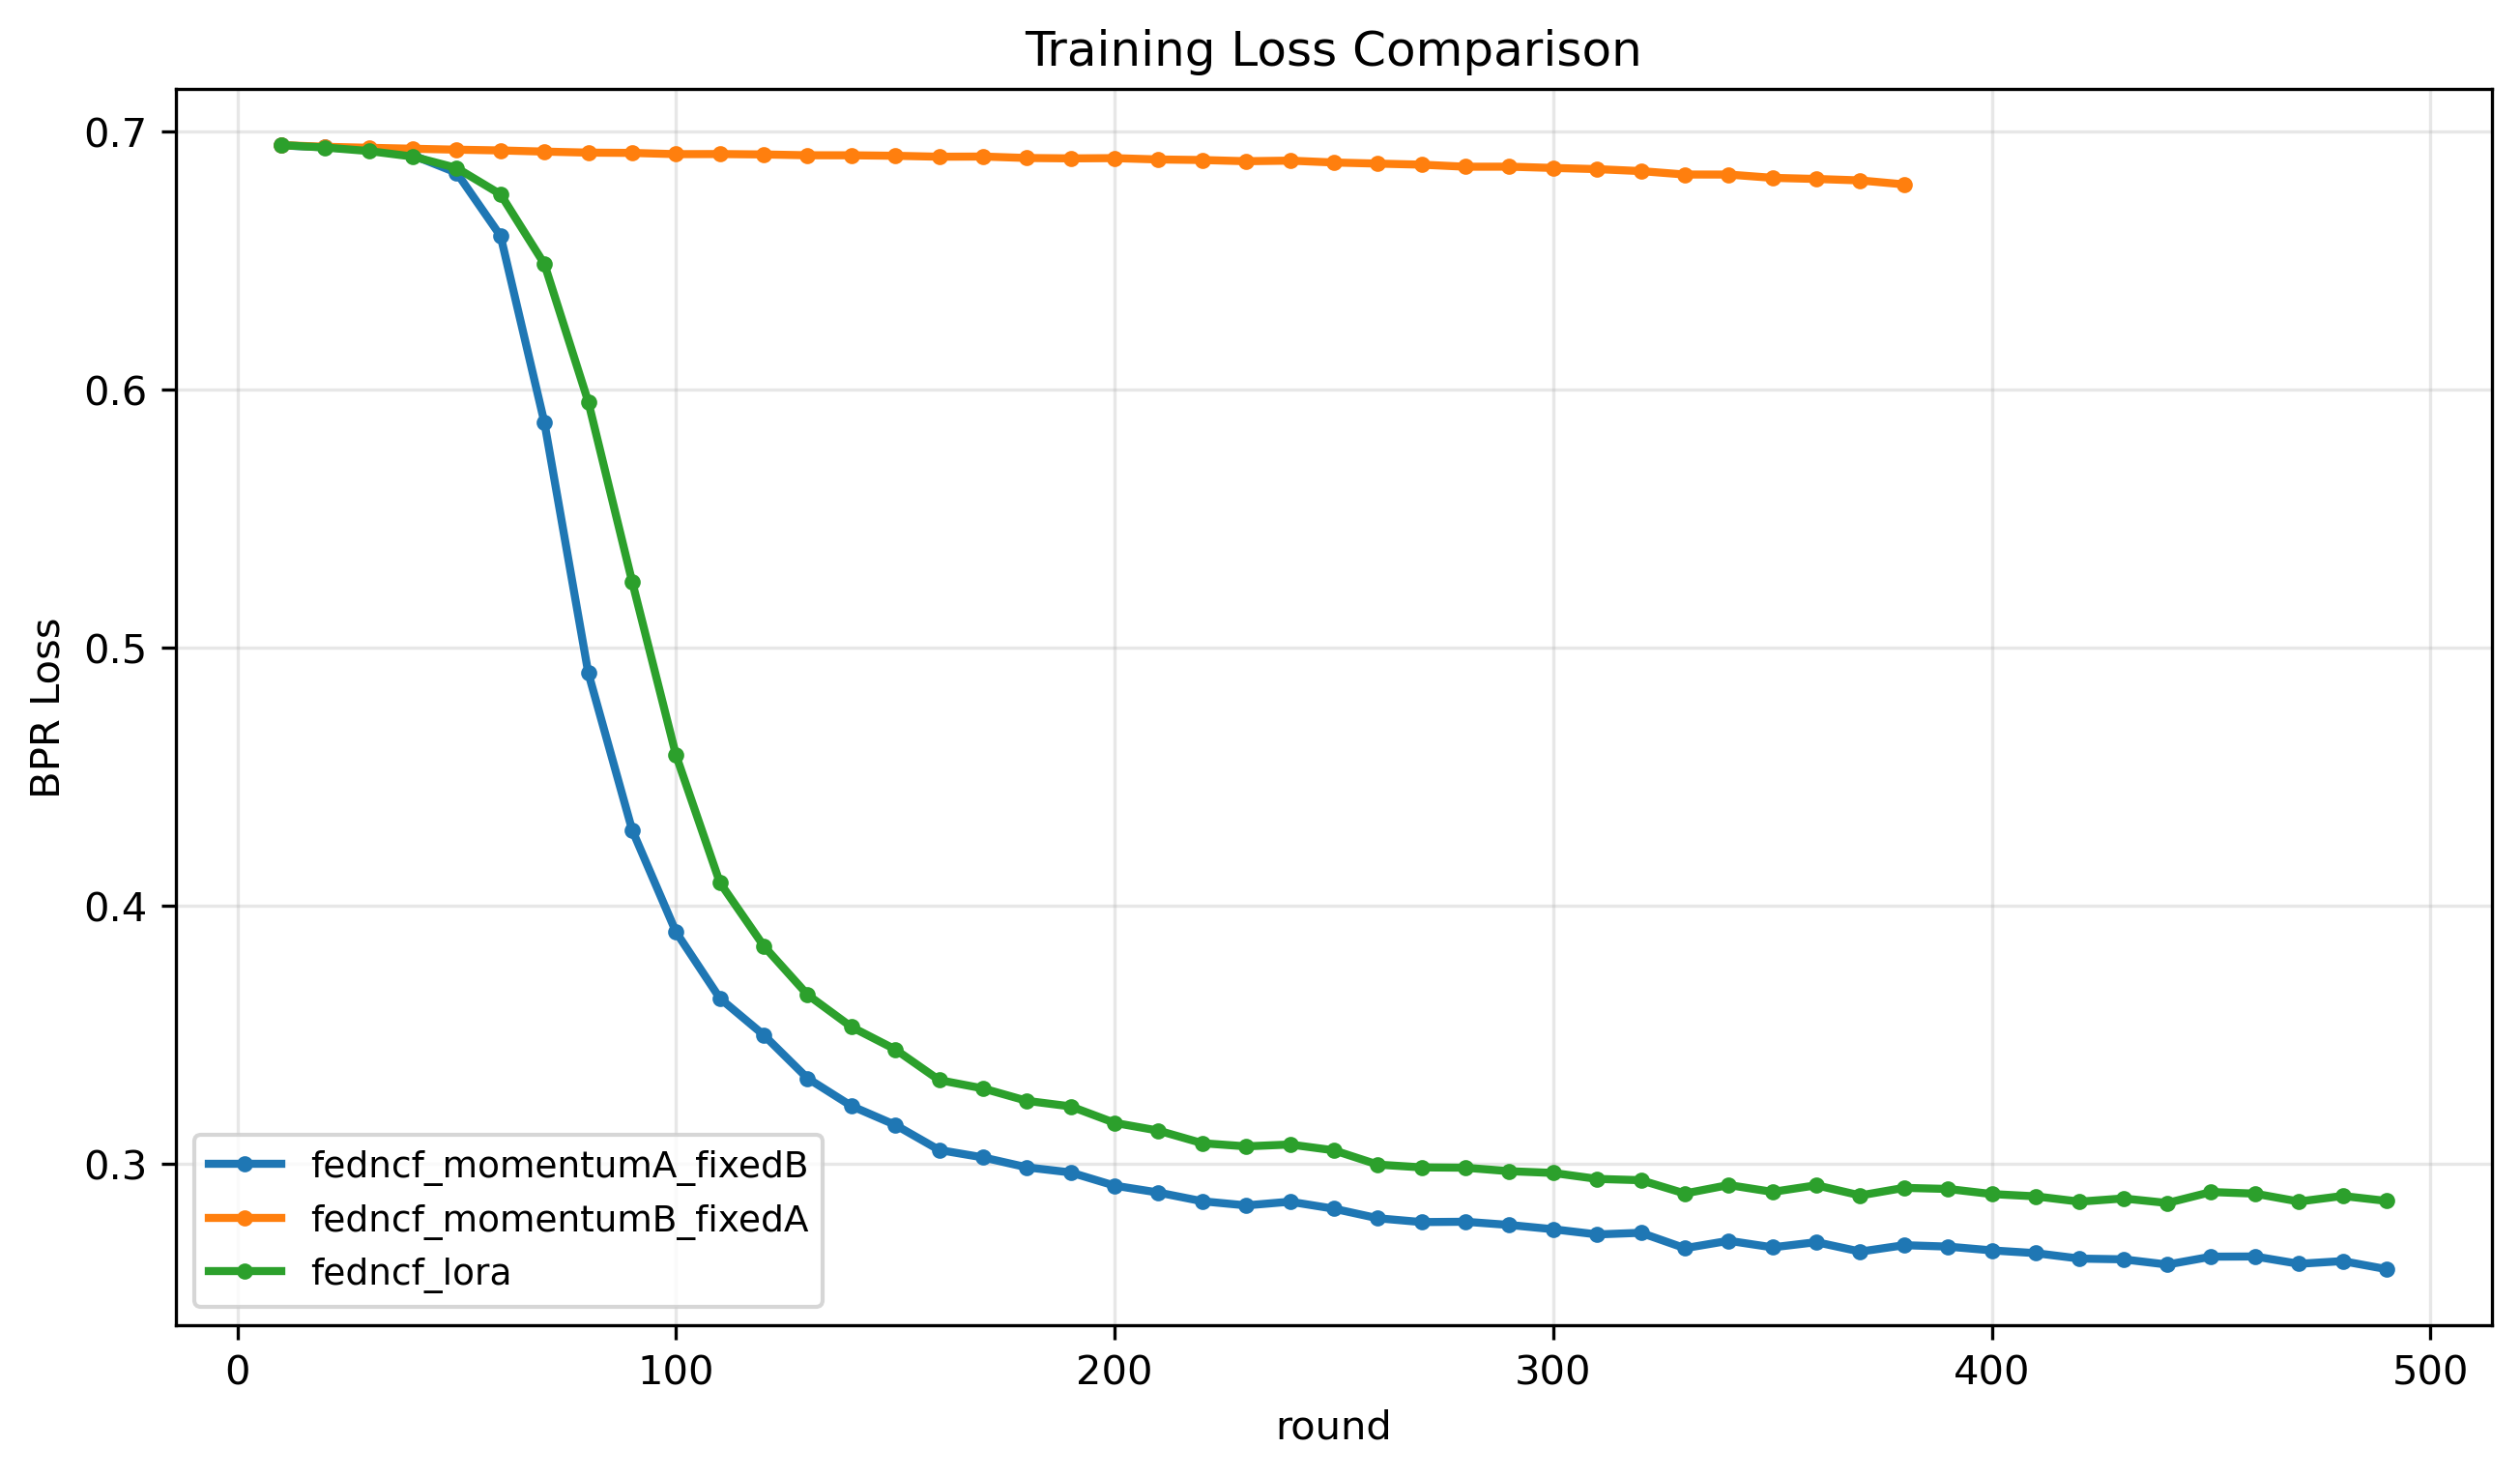 Training Loss Comparison
0.7
0.6
0.5
0.4
0.3
BPR Loss
fedncf_momentumA_fixedB
fedncf_momentumB_fixedA
fedncf_lora
0 100 200 300 400 500
round